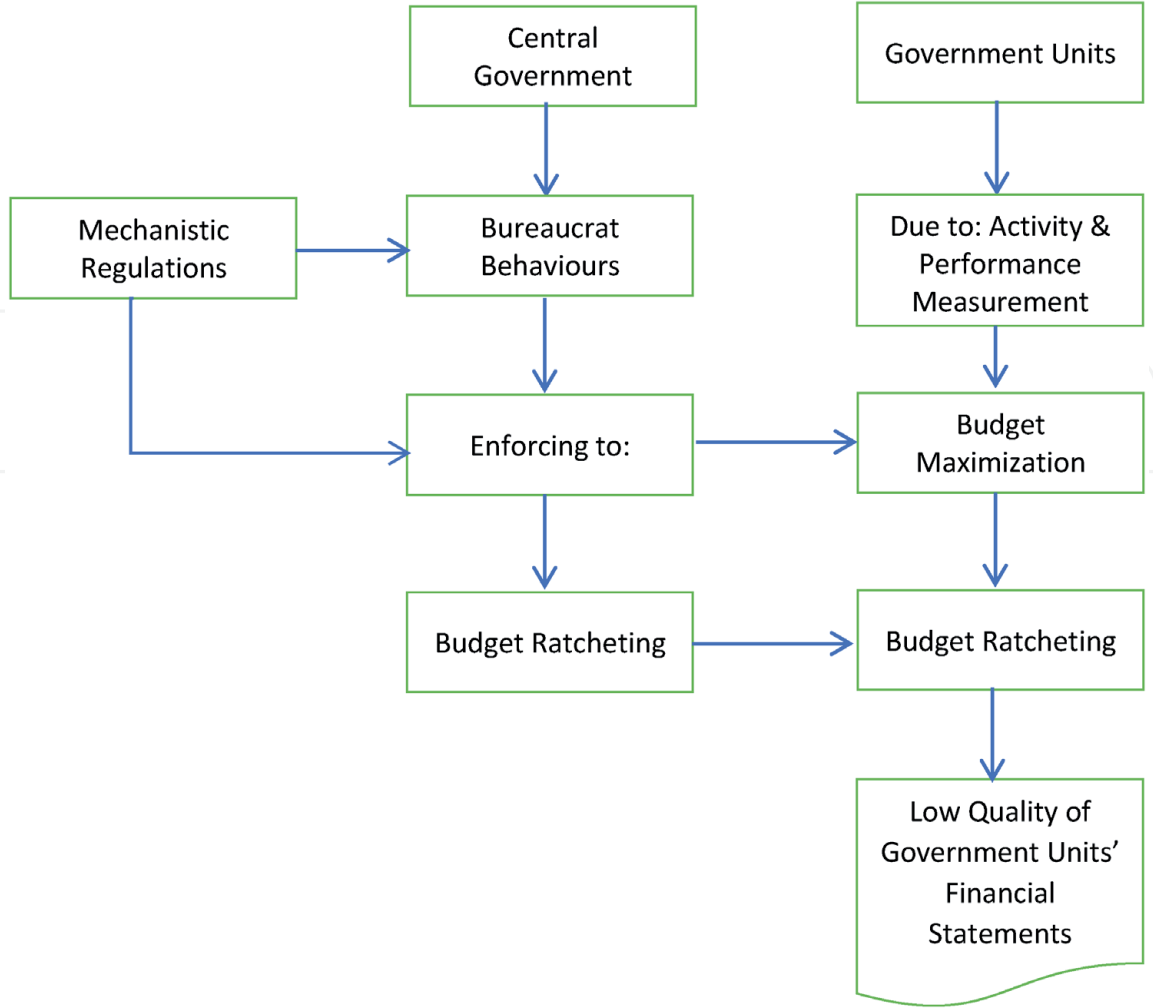 Central
Government
Government Units
Mechanistic
Regulations
Bureaucrat
Behaviours
Due to: Activity &
Performance
Measurement
Enforcing to:
Budget
Maximization
Budget Ratcheting
Budget Ratcheting
Low Quality of
Government Units’
Financial
Statements